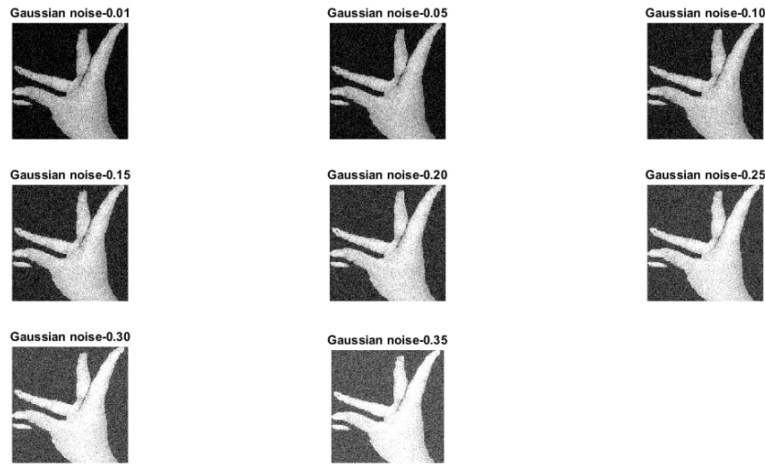 Gaussian noise-0.01
Gaussian noise-0.05
Gaussian noise-0.10
Gaussian noise-0.15
Gaussian noise-0.20
Gaussian noise-0.25
Gaussian noise-0.30
Gaussian noise-0.35